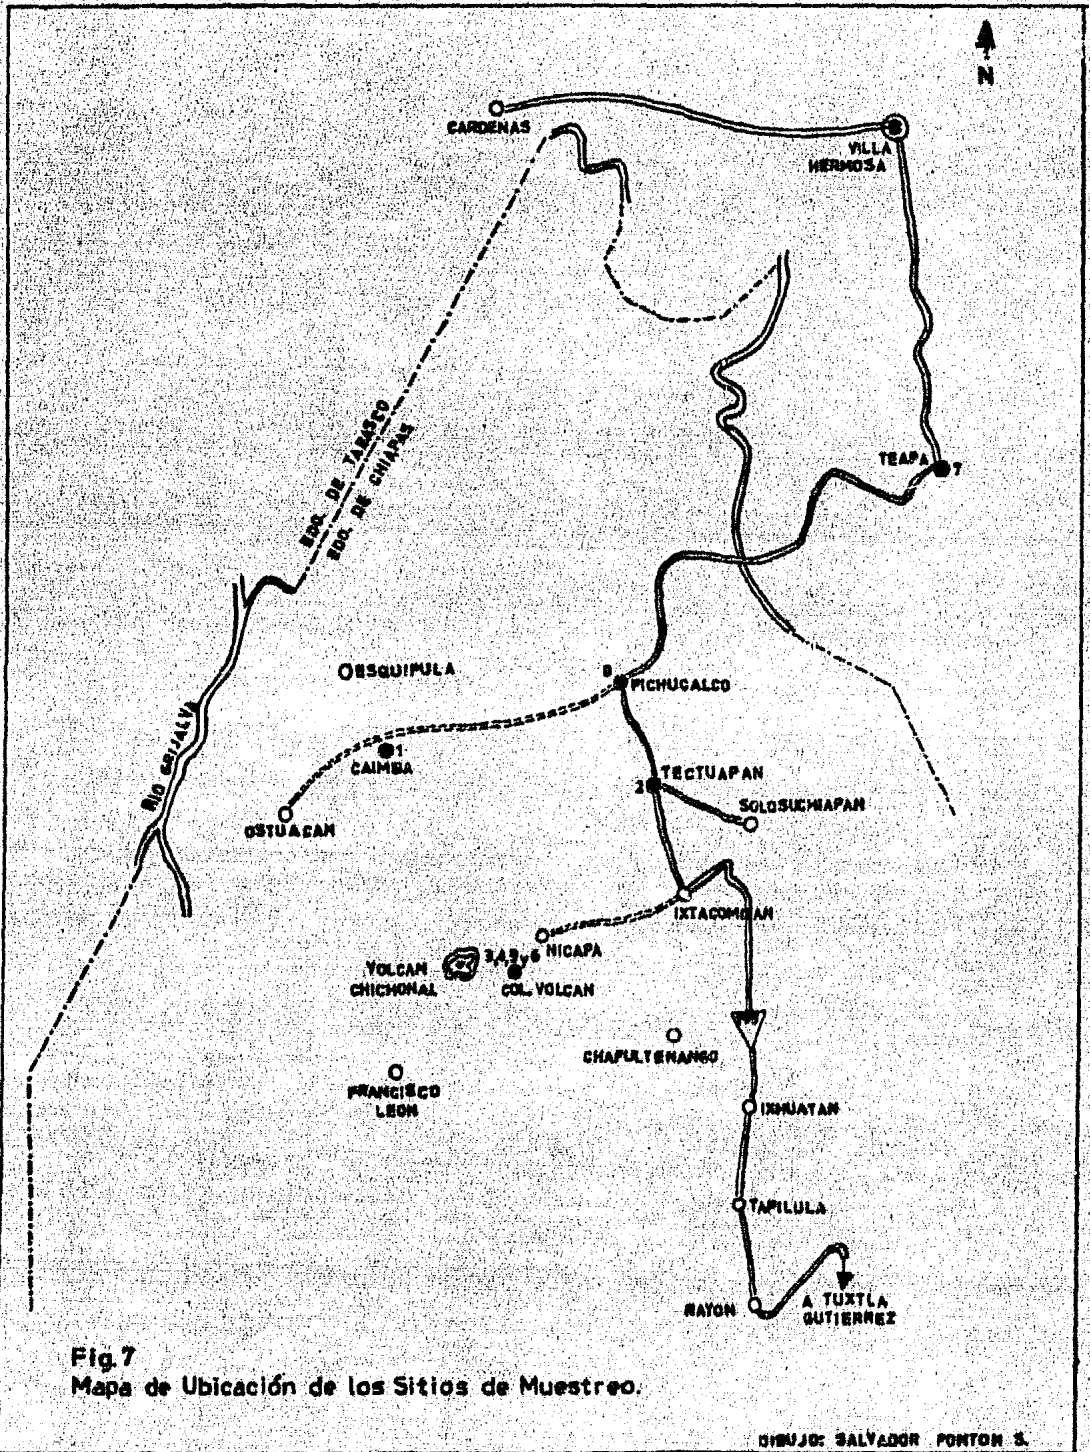 N
CARDENAS
VILLA
HERMOSA
TEAPA 7
EDO. DE TABASCO
EDO. DE CHIAPAS
ESQUIPULA
8
PICHUCALCO
RIO GRIJALVA
1
CAIMBA
TECTUAPAN
2
SOLOSUCHIAPAN
OSTUACAN
IXTACOMITAN
NICAPA
3,4,5 y 6
VOLCAN
CHICHONAL
COL. VOLCAN
CHAPULTENANGO
FRANCISCO
LEON
IXHUATAN
TAPILULA
RAYON
A TUXTLA
GUTIERREZ
Fig. 7
Mapa de Ubicación de los Sitios de Muestreo.
DIBUJO: SALVADOR PONTON S.